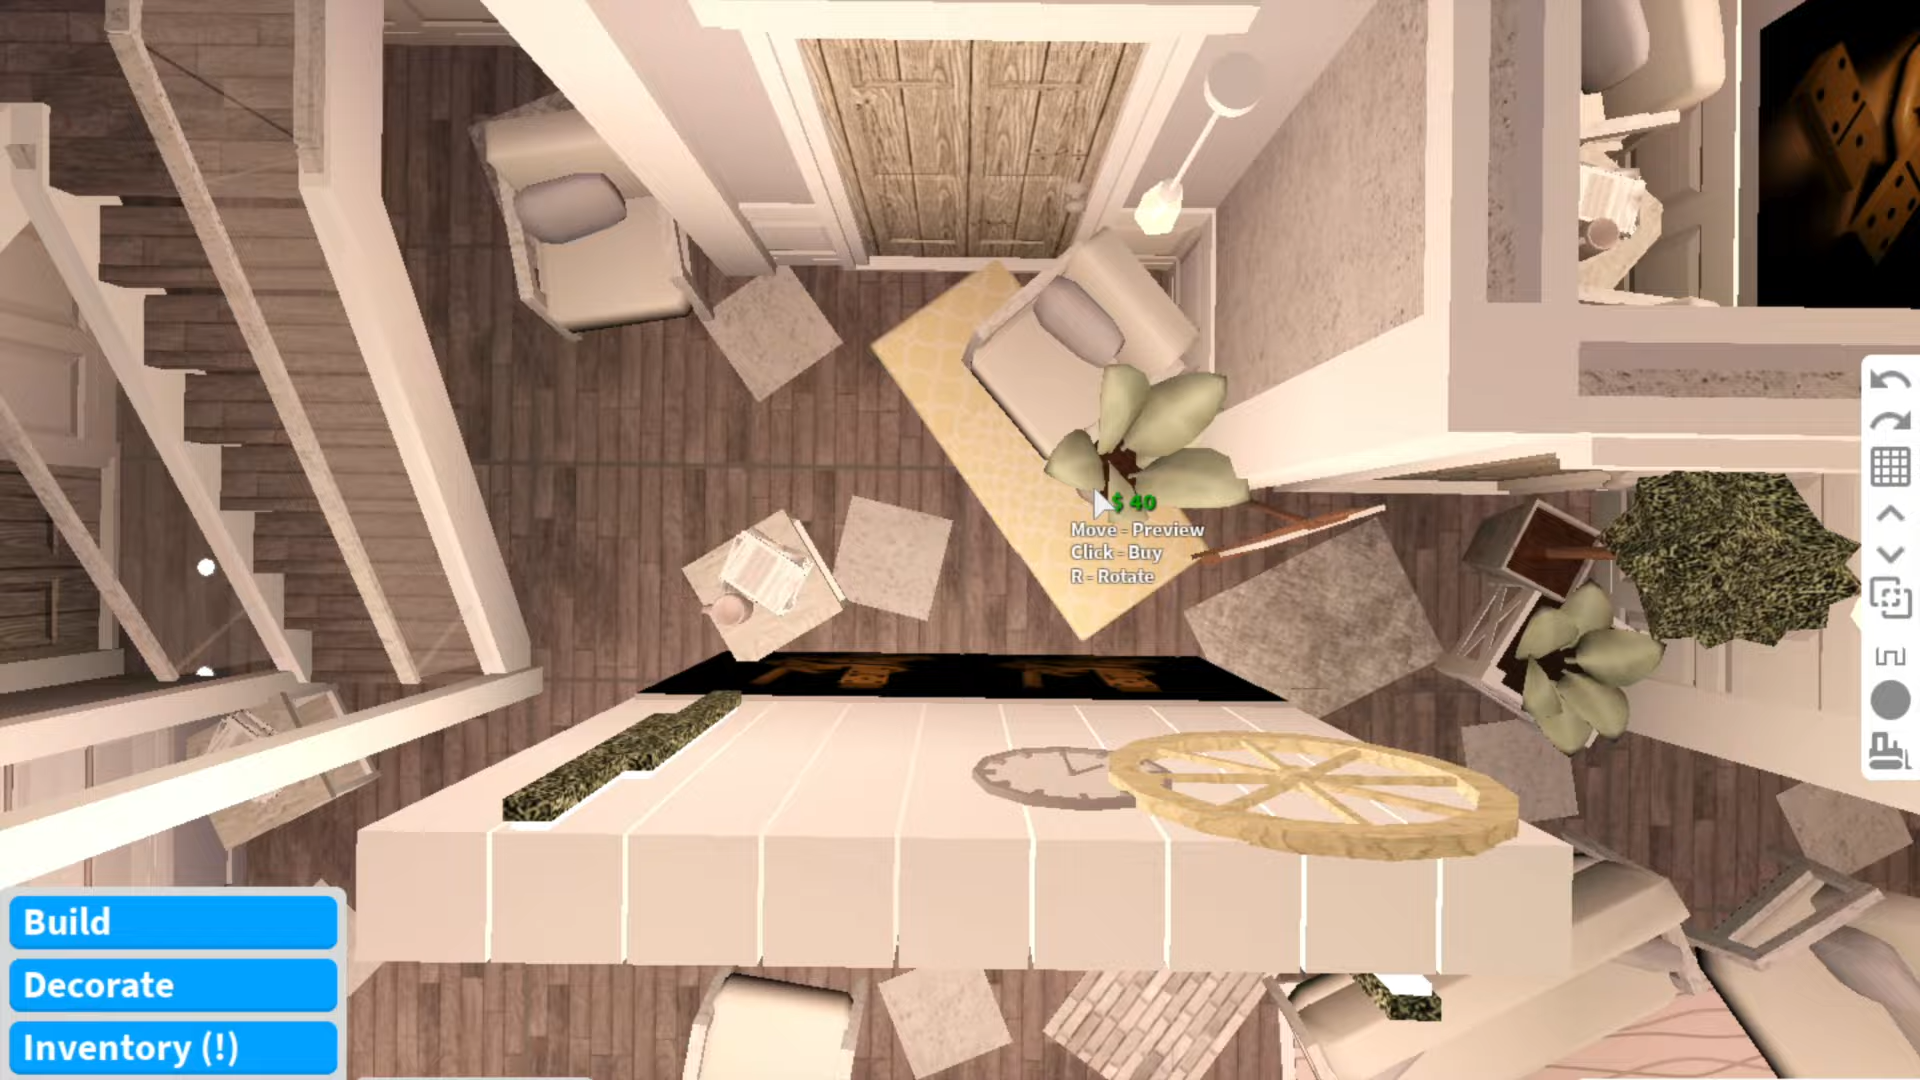 $ 40
Move - Preview
Click - Buy
R - Rotate
Build
Decorate
Inventory (!)